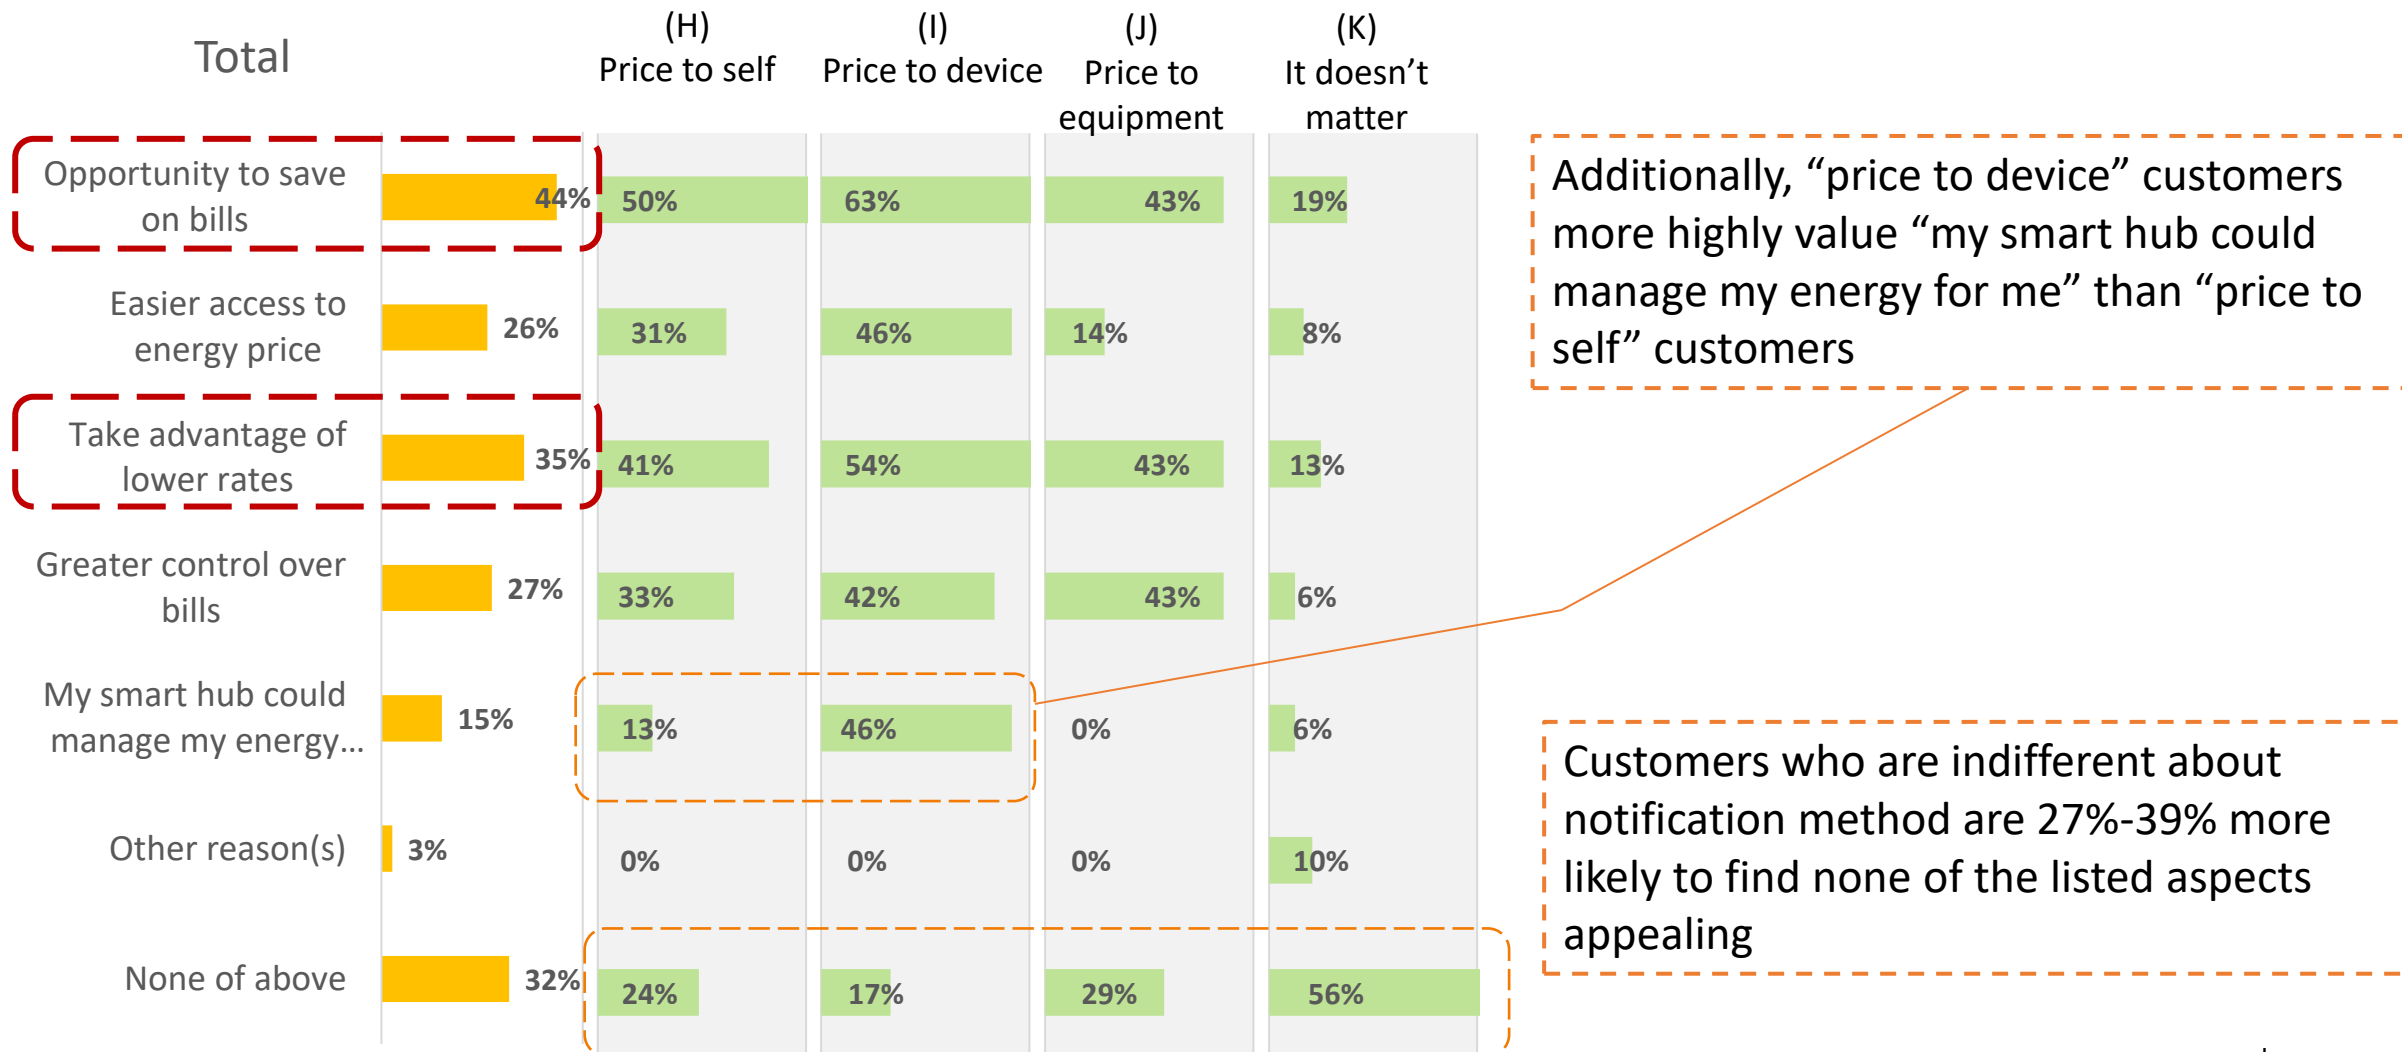 Total
(H)
Price to self
(I)
Price to device
(J)
Price to
equipment
(K)
It doesn’t
matter
Opportunity to save
on bills
44%
50%
63%
43%
19%
Easier access to
energy price
26%
31%
46%
14%
8%
Take advantage of
lower rates
35%
41%
54%
43%
13%
Greater control over
bills
27%
33%
42%
43%
6%
My smart hub could
manage my energy...
15%
13%
46%
0%
6%
Other reason(s)
3%
0%
0%
0%
10%
None of above
32%
24%
17%
29%
56%
Additionally, “price to device” customers
more highly value “my smart hub could
manage my energy for me” than “price to
self” customers
Customers who are indifferent about
notification method are 27%-39% more
likely to find none of the listed aspects
appealing